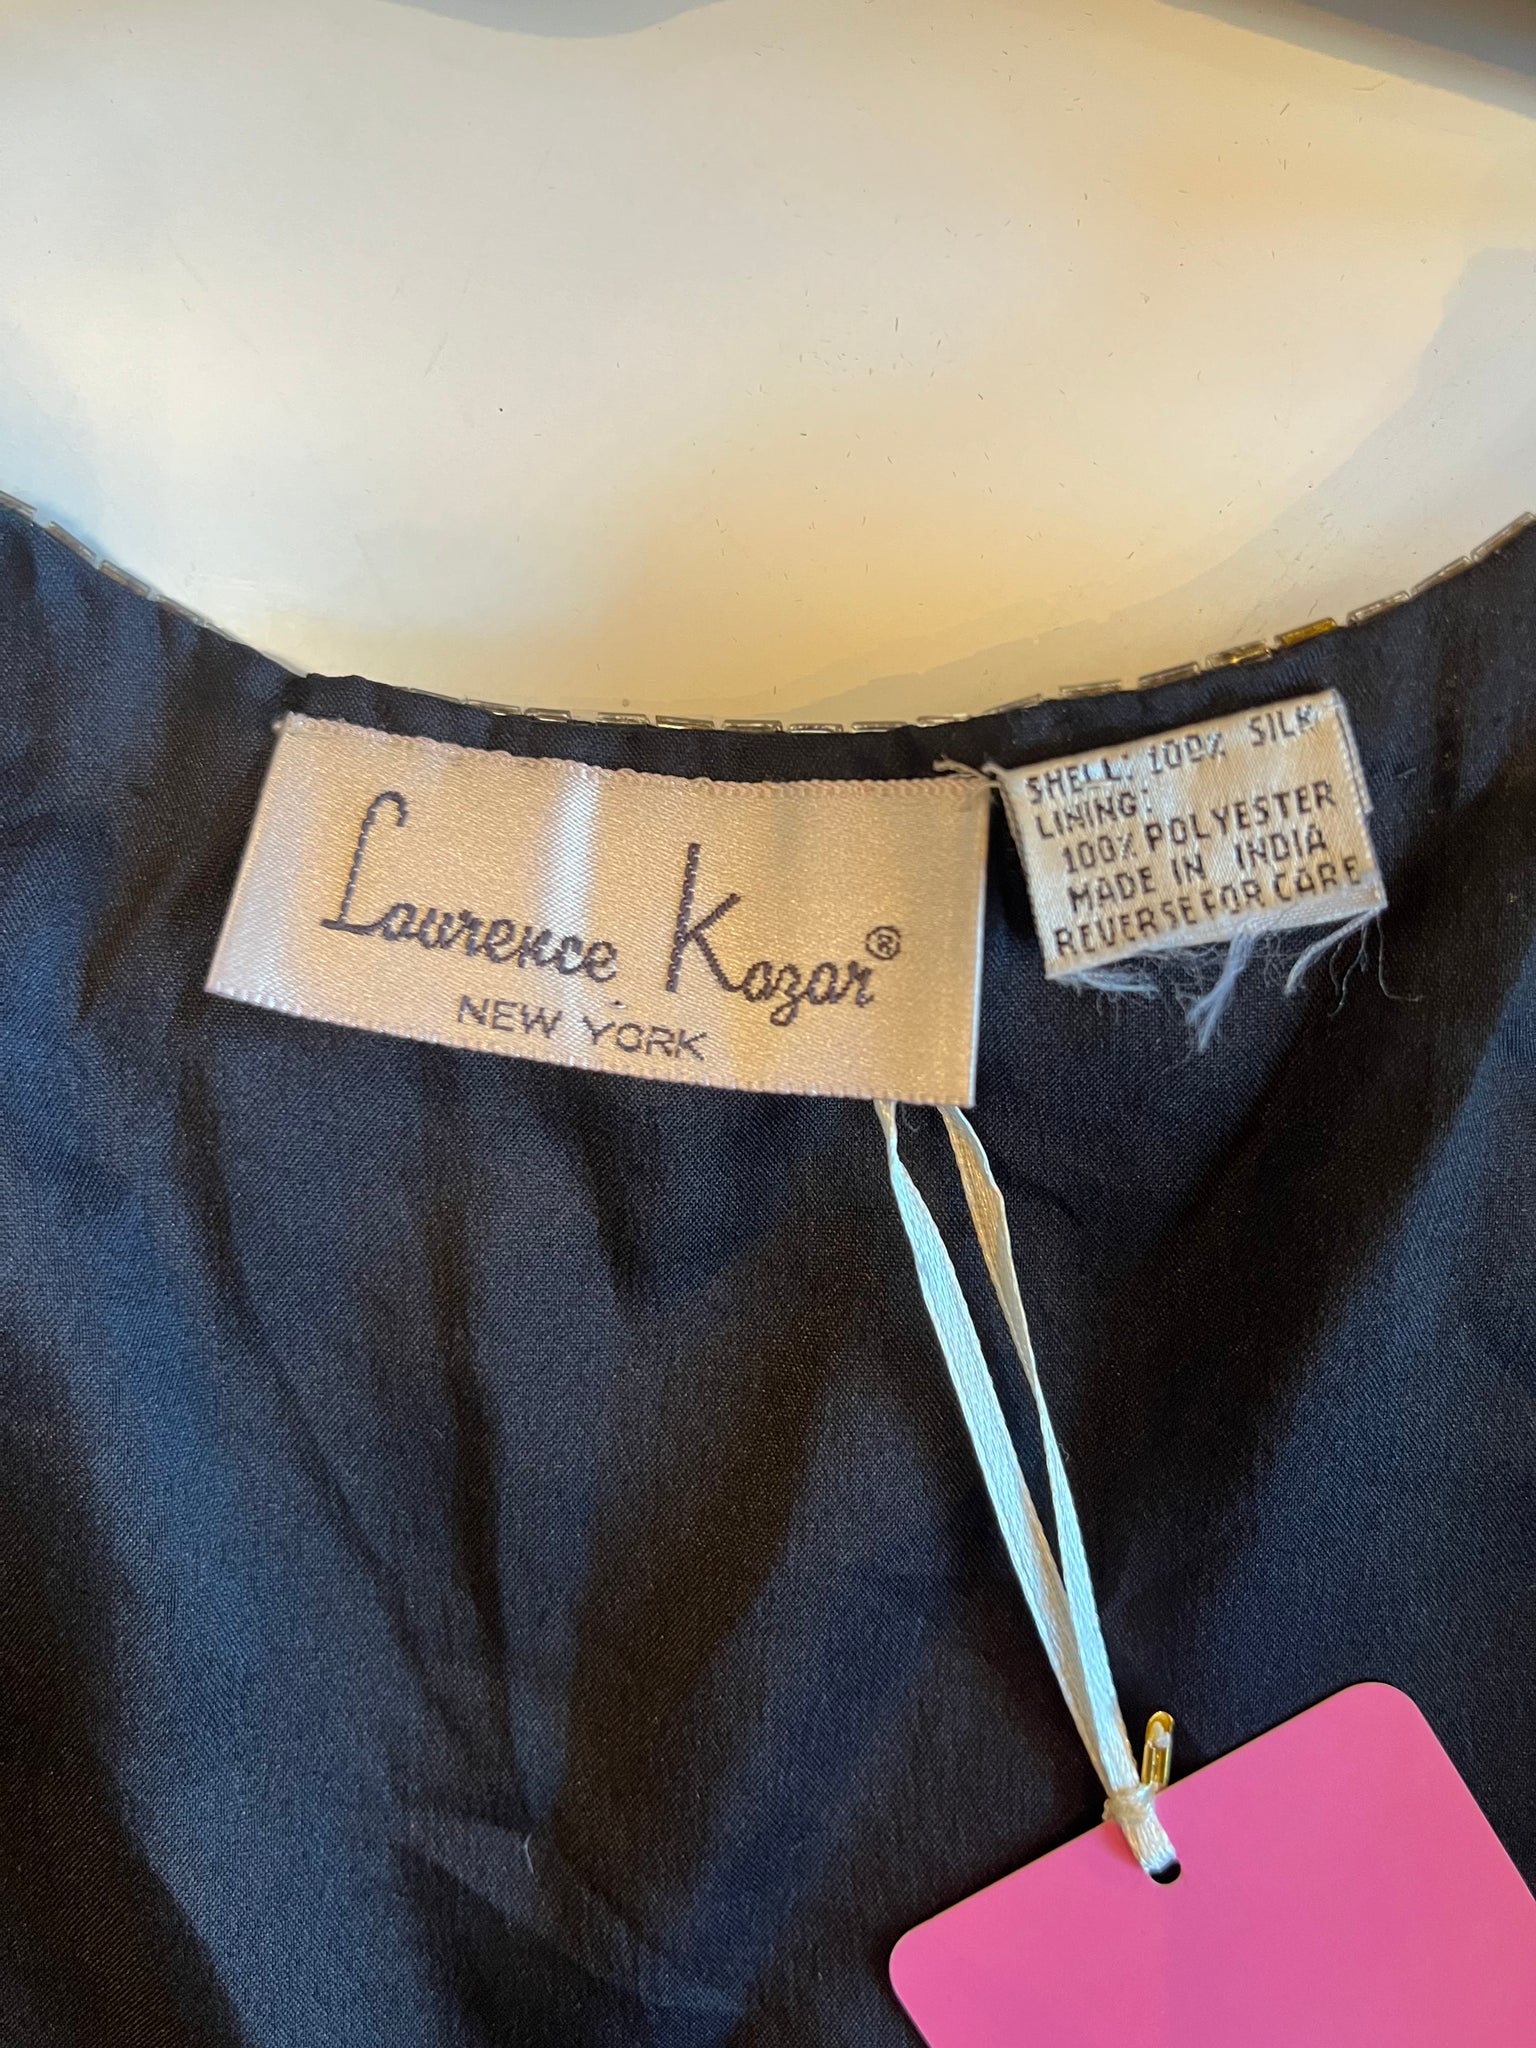 Laurence Kazar®
NEW YORK
SHELL: 100% SILK
LINING:
100% POLYESTER
MADE IN INDIA
REVERSE FOR CARE